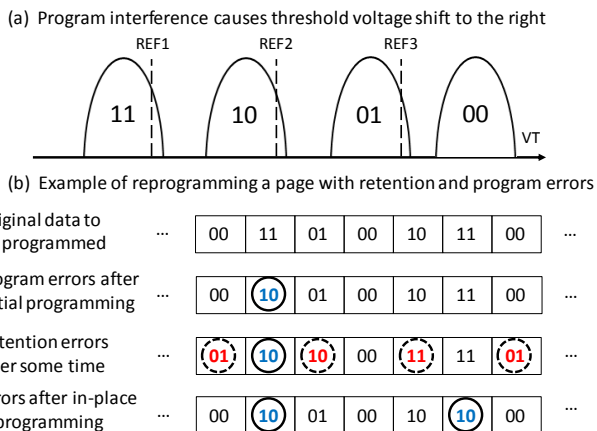 (a) Program interference causes threshold voltage shift to the right
REF1 REF2 REF3
11 10 01 00
VT
(b) Example of reprogramming a page with retention and program errors
iginal data to
programmed
... 00 11 01 00 10 11 00 ...
ogram errors after
tial programming
... 00 10 01 00 10 11 00 ...
tention errors
er some time
... 01 10 10 00 11 11 01 ...
rors after in-place
programming
... 00 10 01 00 10 10 00 ...